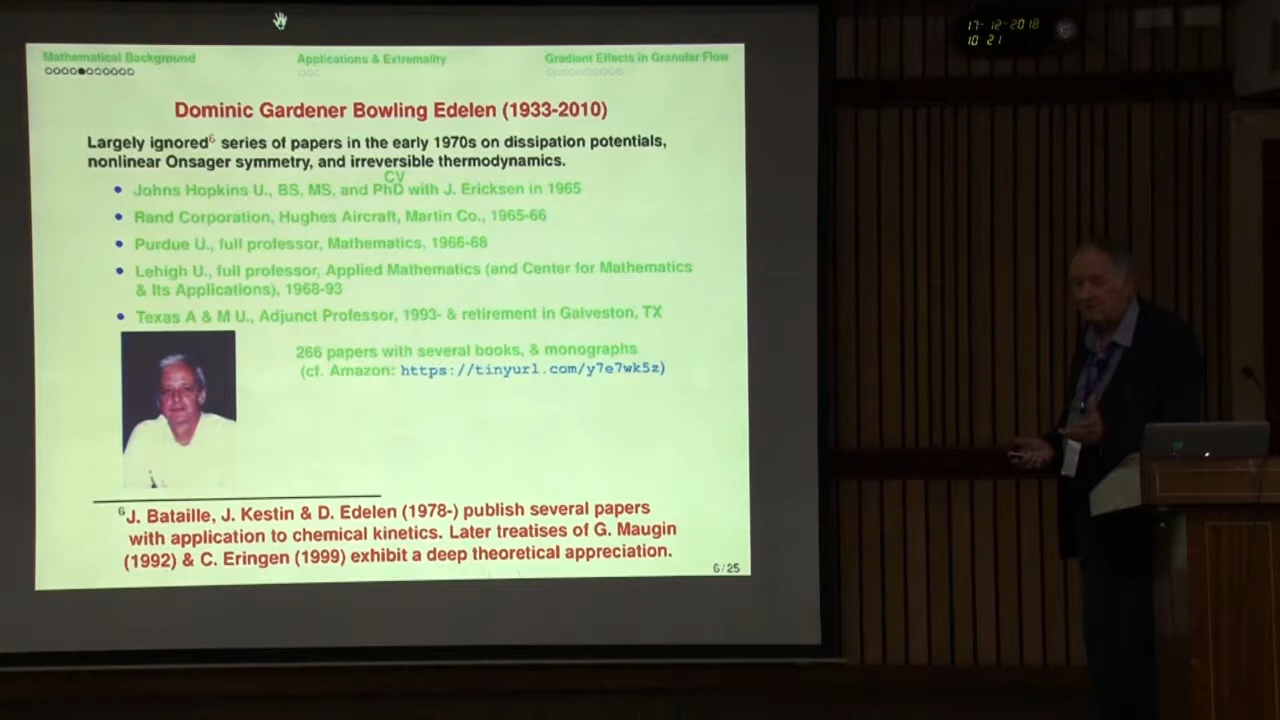 17-12-2018
10 21
Mathematical Background
Applications & Extremality
Gradient Effects in Granular Flow
Dominic Gardener Bowling Edelen (1933-2010)
Largely ignored6 series of papers in the early 1970s on dissipation potentials,
nonlinear Onsager symmetry, and irreversible thermodynamics.
CV
Johns Hopkins U., BS, MS, and PhD with J. Ericksen in 1965
Rand Corporation, Hughes Aircraft, Martin Co., 1965-66
Purdue U., full professor, Mathematics, 1966-68
Lehigh U., full professor, Applied Mathematics (and Center for Mathematics
& Its Applications), 1968-93
Texas A & M U., Adjunct Professor, 1993- & retirement in Galveston, TX
266 papers with several books, & monographs
(cf. Amazon: https://tinyurl.com/y7e7wk5z)
6J. Bataille, J. Kestin & D. Edelen (1978-) publish several papers
with application to chemical kinetics. Later treatises of G. Maugin
(1992) & C. Eringen (1999) exhibit a deep theoretical appreciation.
6/25